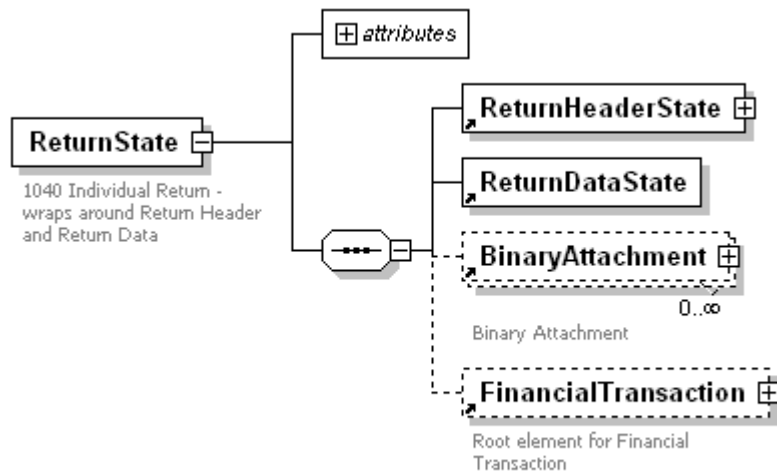 attributes
ReturnHeaderState
ReturnState
1040 Individual Return -
wraps around Return Header
and Return Data
ReturnDataState
BinaryAttachment
0..∞
Binary Attachment
FinancialTransaction
Root element for Financial
Transaction